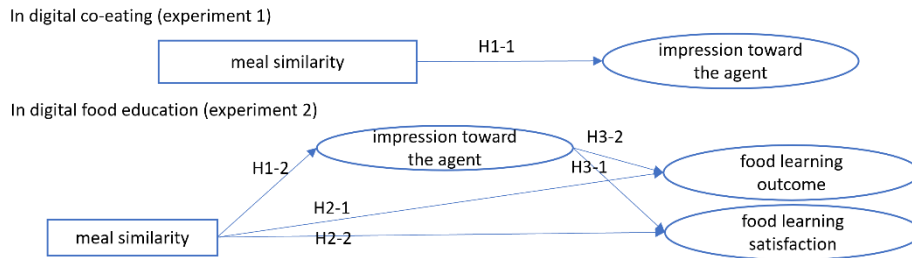 In digital co-eating (experiment 1)
meal similarity
H1-1
impression toward
the agent
In digital food education (experiment 2)
impression toward
the agent
H1-2
H3-2
H3-1
food learning
outcome
H2-1
meal similarity
H2-2
food learning
satisfaction